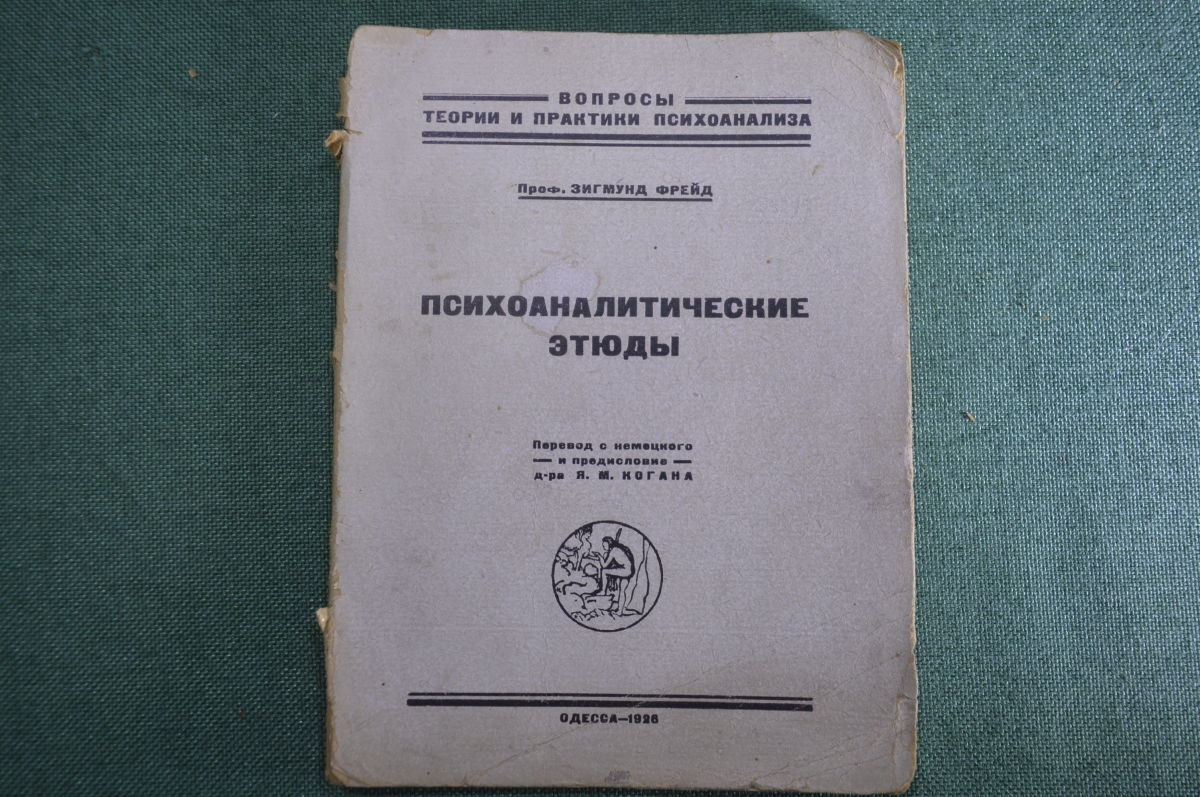 ВОПРОСЫ
ТЕОРИИ И ПРАКТИКИ ПСИХОАНАЛИЗА
Проф. ЗИГМУНД ФРЕЙД
ПСИХОАНАЛИТИЧЕСКИЕ
ЭТЮДЫ
Перевод с немецкого
— и предисловие —
д-ра Я. М. КОГАНА
ОДЕССА—1926